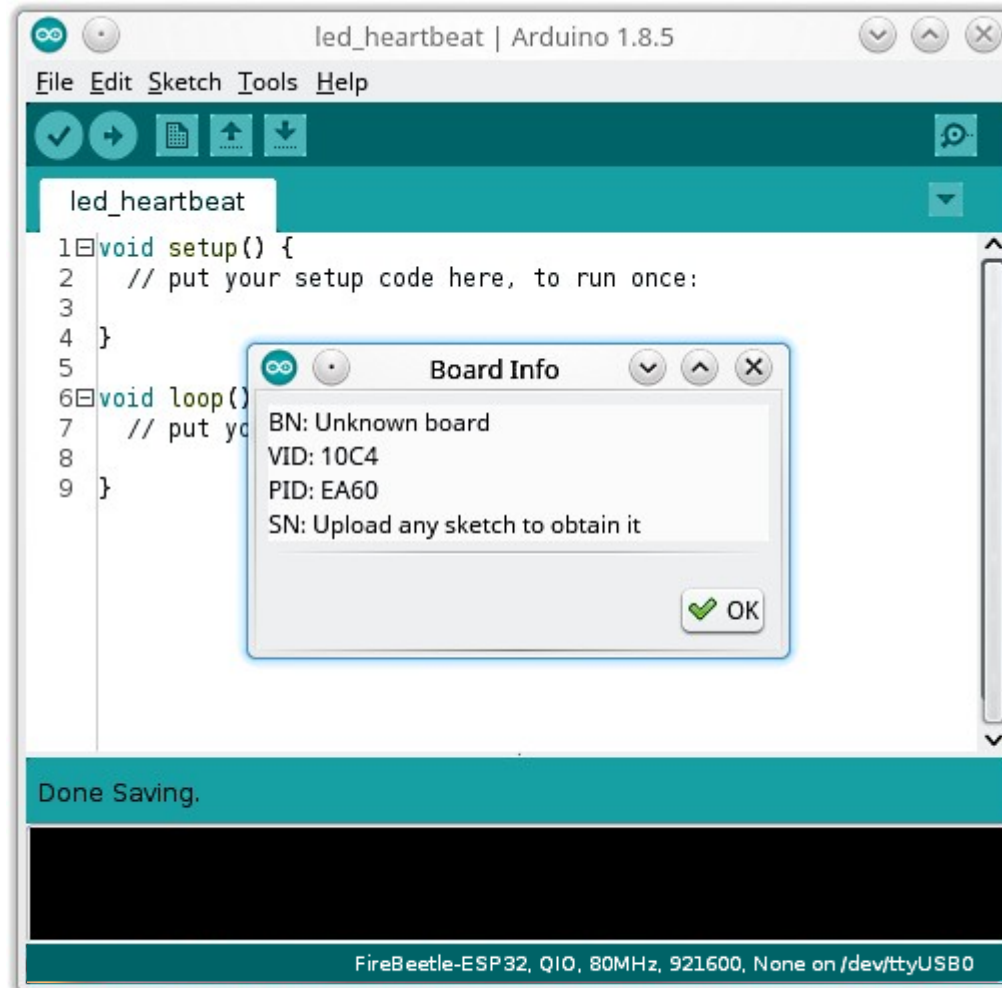 led_heartbeat | Arduino 1.8.5
File Edit Sketch Tools Help
led_heartbeat
1 void setup() {
2 // put your setup code here, to run once:
3
4 }
5
6 void loop()
7 // put yo
8
9 }
Board Info
BN: Unknown board
VID: 10C4
PID: EA60
SN: Upload any sketch to obtain it
OK
Done Saving.
FireBeetle-ESP32, QIO, 80MHz, 921600, None on /dev/ttyUSB0